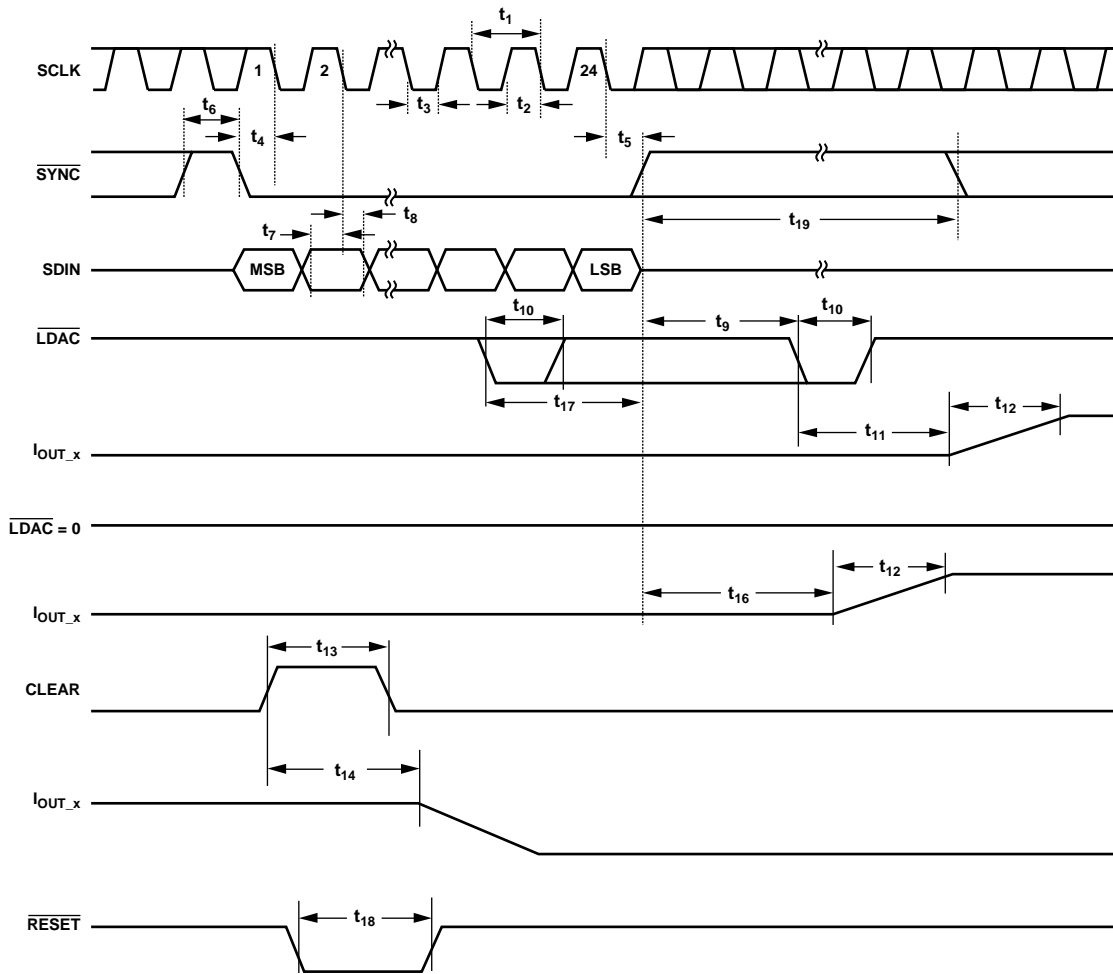 t1
SCLK
1
2
24
t6
t3
t2
t4
t5
SYNC
t8
t19
t7
SDIN
MSB
LSB
t10
t9
t10
LDAC
t17
t12
t11
IOUT_x
LDAC = 0
t12
t16
IOUT_x
t13
CLEAR
t14
IOUT_x
t18
RESET